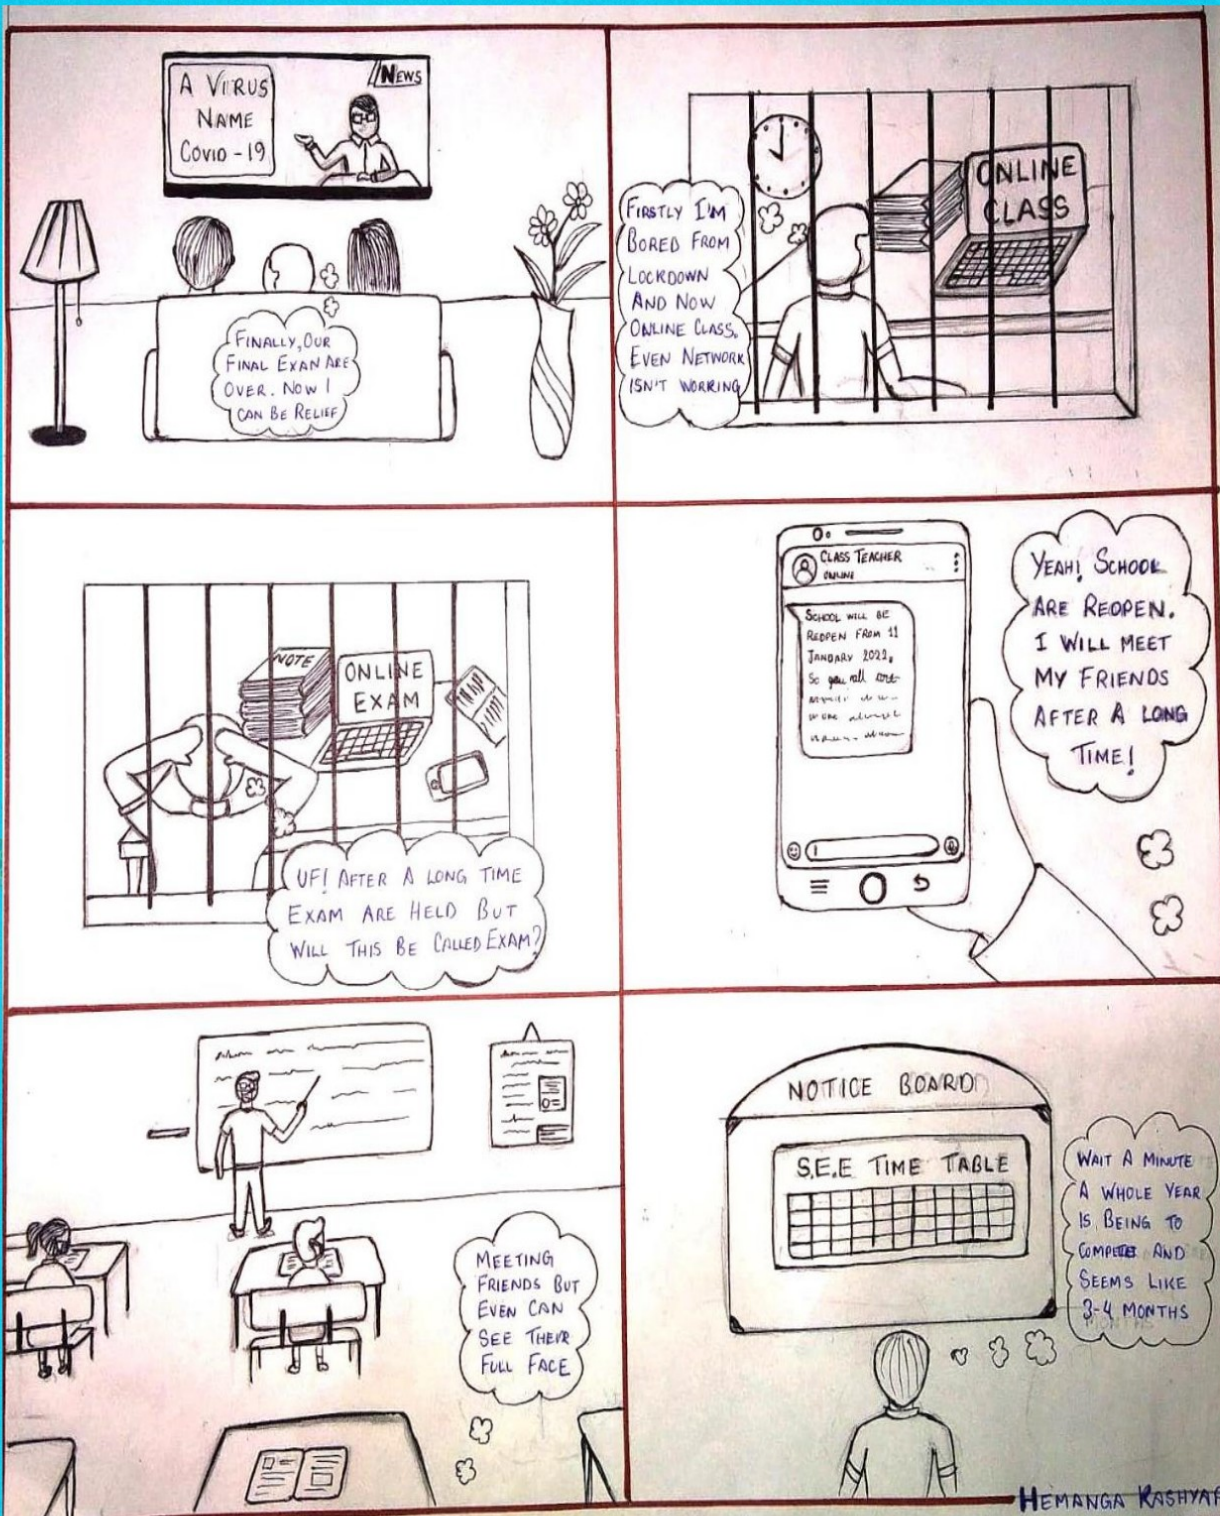 A VIRUS
NAME
COVID-19
NEWS
FINALLY, OUR
FINAL EXAN ARE
OVER. NOW I
CAN BE RELIEF
FIRSTLY I'M
BORED FROM
LOCKDOWN
AND NOW
ONLINE CLASS.
EVEN NETWORK
ISN'T WORKING
ONLINE
CLASS
NOTE
ONLINE
EXAM
UF! AFTER A LONG TIME
EXAM ARE HELD BUT
WILL THIS BE CALLED EXAM?
CLASS TEACHER
ONLINE
SCHOOL WILL BE
REOPEN FROM 11
JANUARY 2022,
So you all
YEAH! SCHOOL
ARE REOPEN.
I WILL MEET
MY FRIENDS
AFTER A LONG
TIME!
MEETING
FRIENDS BUT
EVEN CAN
SEE THEIR
FULL FACE
NOTICE BOARD
S.E.E TIME TABLE
WAIT A MINUTE
A WHOLE YEAR
IS BEING TO
COMPETE AND
SEEMS LIKE
3-4 MONTHS
HEMANGA KASHYAP